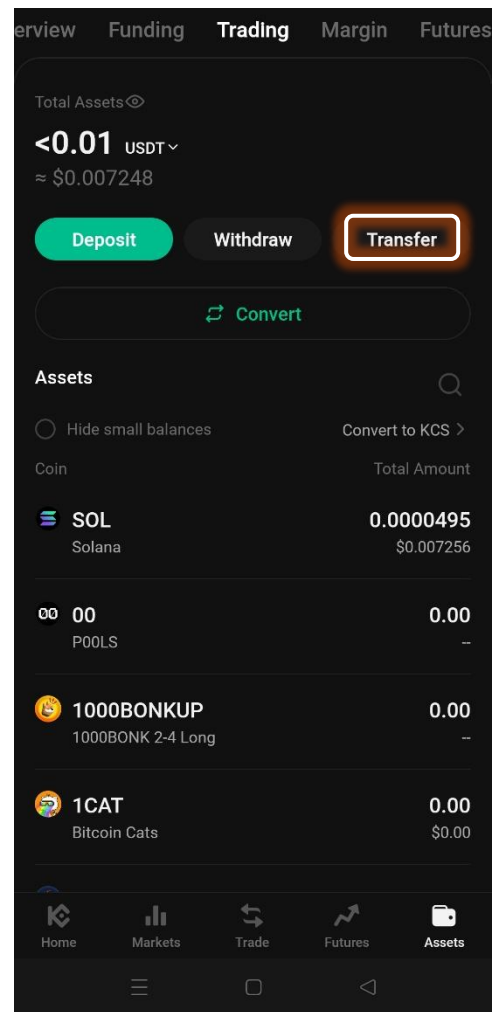 erview Funding Trading Margin Futures
Total Assets
<0.01 USDT
≈ $0.007248
Deposit Withdraw Transfer
Convert
Assets
Hide small balances Convert to KCS >
Coin Total Amount
SOL 0.0000495
Solana $0.007256
00 00 0.00
P00LS --
1000BONKUP 0.00
1000BONK 2-4 Long --
1CAT 0.00
Bitcoin Cats $0.00
Home Markets Trade Futures Assets